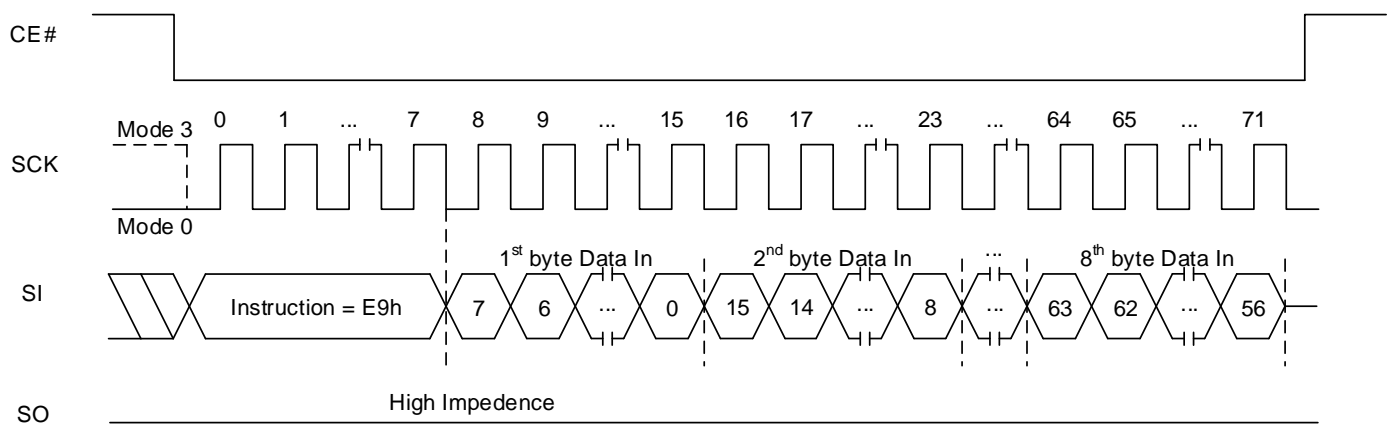 CE#
Mode 3 0 1 ... 7 8 9 ... 15 16 17 ... 23 ... 64 65 ... 71
SCK
Mode 0
1st byte Data In 2nd byte Data In ... 8th byte Data In
SI Instruction = E9h 7 6 ... 0 15 14 ... 8 ... 63 62 ... 56
High Impedence
SO